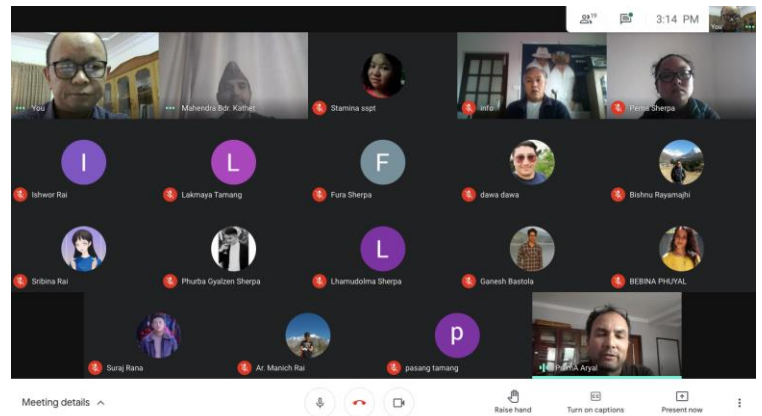 19
3:14 PM
You
You
Mahendra Bdr. Kathet
Stamina sspt
info
Pema Sherpa
I
L
F
Ishwor Rai
Lakmaya Tamang
Fura Sherpa
dawa dawa
Bishnu Rayamajhi
L
Sribina Rai
Phurba Gyalzen Sherpa
Lhamudolma Sherpa
Ganesh Bastola
BEBINA PHUYAL
p
Suraj Rana
Ar. Manich Rai
pasang tamang
Aryal
Meeting details
Raise hand
Turn on captions
Present now